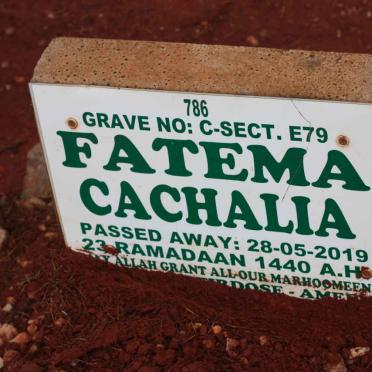 786
GRAVE NO: C-SECT. E79
FATEMA
CACHALIA
PASSED AWAY: 28-05-2019
23 RAMADAAN 1440 A.H
ALLAH GRANT ALL-OUR MARHOOMEEN